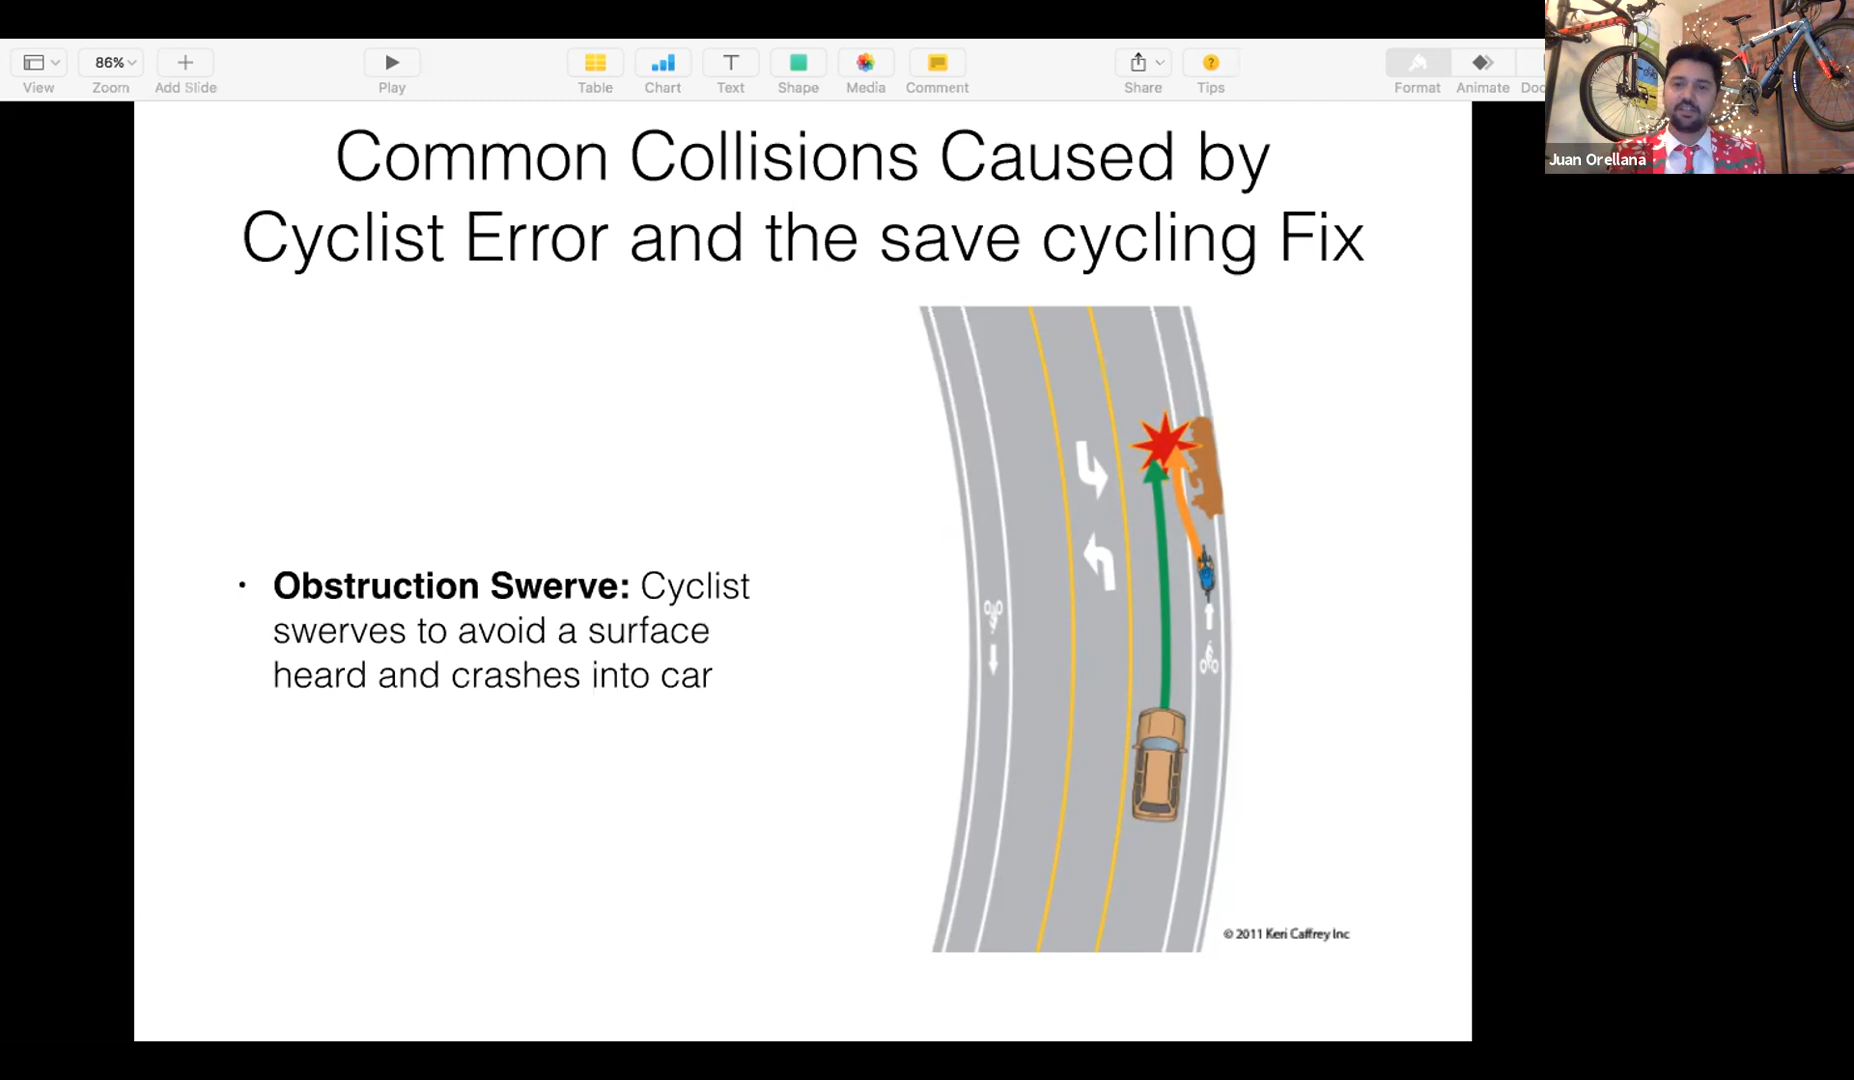 View
86%
Zoom
Add Slide
Play
Table
Chart
Text
Shape
Media
Comment
Share
Tips
Format
Animate
Doc
Juan Orellana
Common Collisions Caused by
Cyclist Error and the save cycling Fix
• Obstruction Swerve: Cyclist
swerves to avoid a surface
heard and crashes into car
© 2011 Keri Caffrey Inc